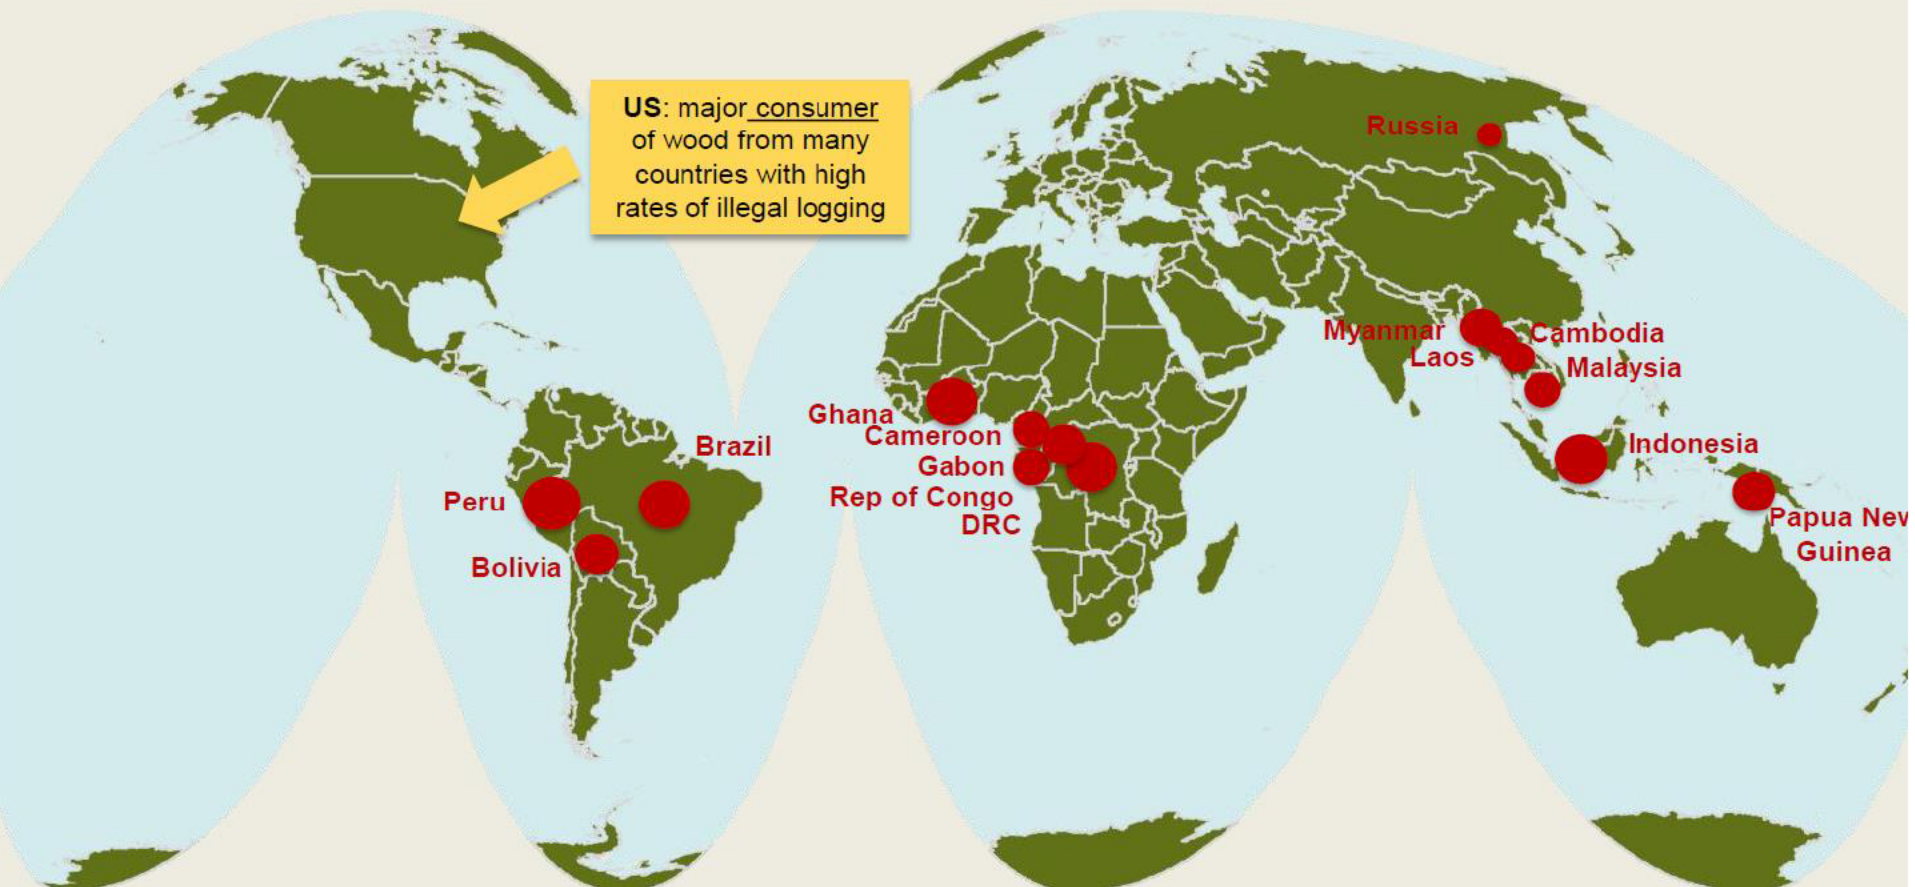 US: major consumer
of wood from many
countries with high
rates of illegal logging
Russia
Myanmar
Cambodia
Laos
Malaysia
Ghana
Cameroon
Brazil
Indonesia
Gabon
Peru
Rep of Congo
DRC
Papua New
Guinea
Bolivia